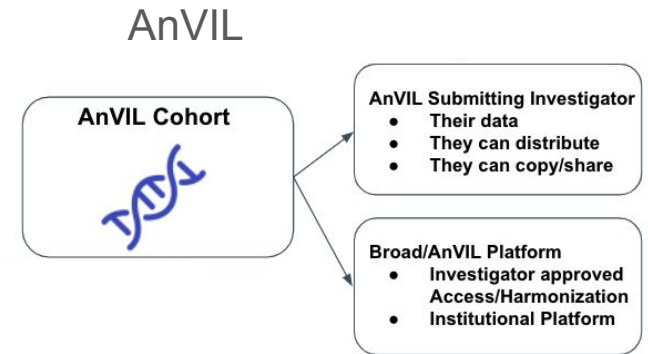 AnVIL
AnVIL Cohort
AnVIL Submitting Investigator
● Their data
● They can distribute
● They can copy/share
Broad/AnVIL Platform
● Investigator approved
Access/Harmonization
● Institutional Platform